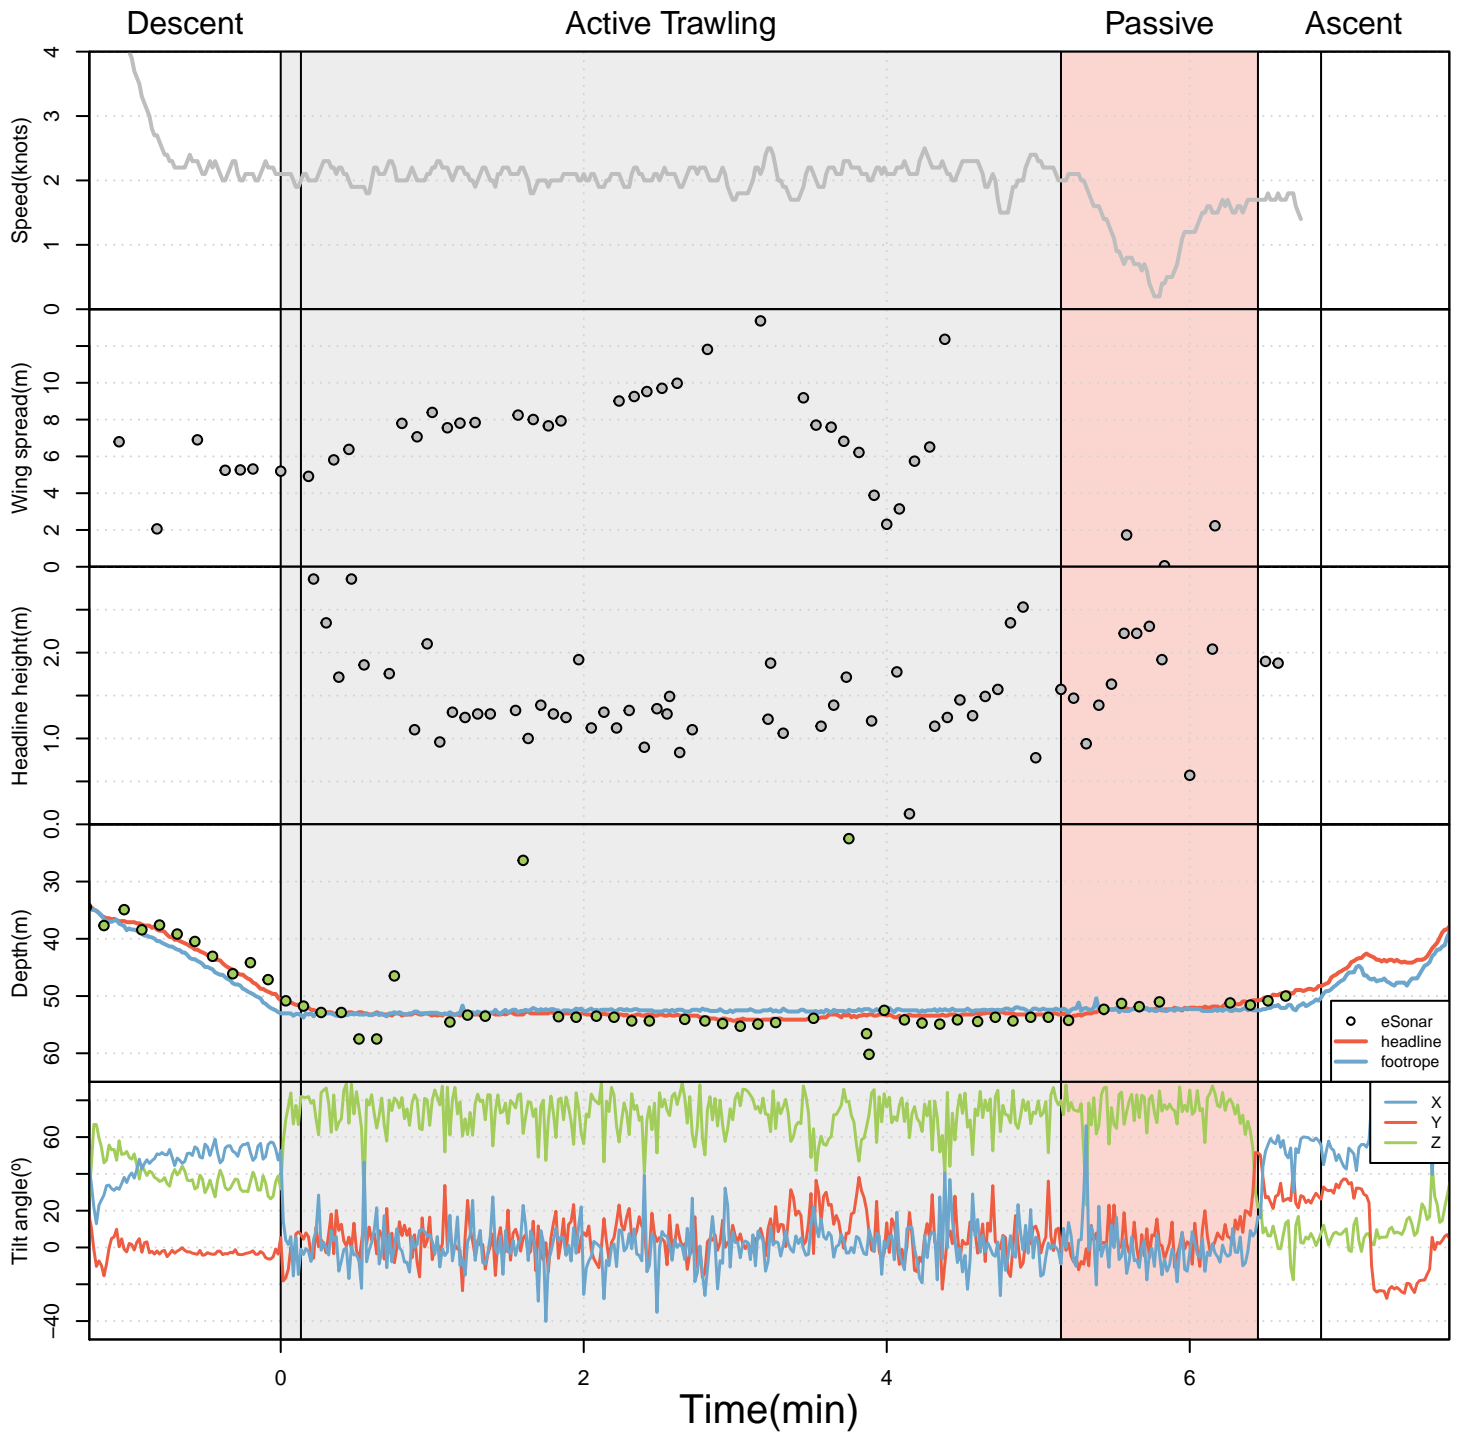 Descent Active Trawling Passive Ascent
Speed(knots)
4
3
2
1
0
Wing spread(m)
10
8
6
4
2
0
Headline height(m)
2.0
1.0
0.0
Depth(m)
30
40
50
60
eSonar
headline
footrope
Tilt angle(º)
60
20
0
−40
X
Y
Z
0 2 4 6
Time(min)